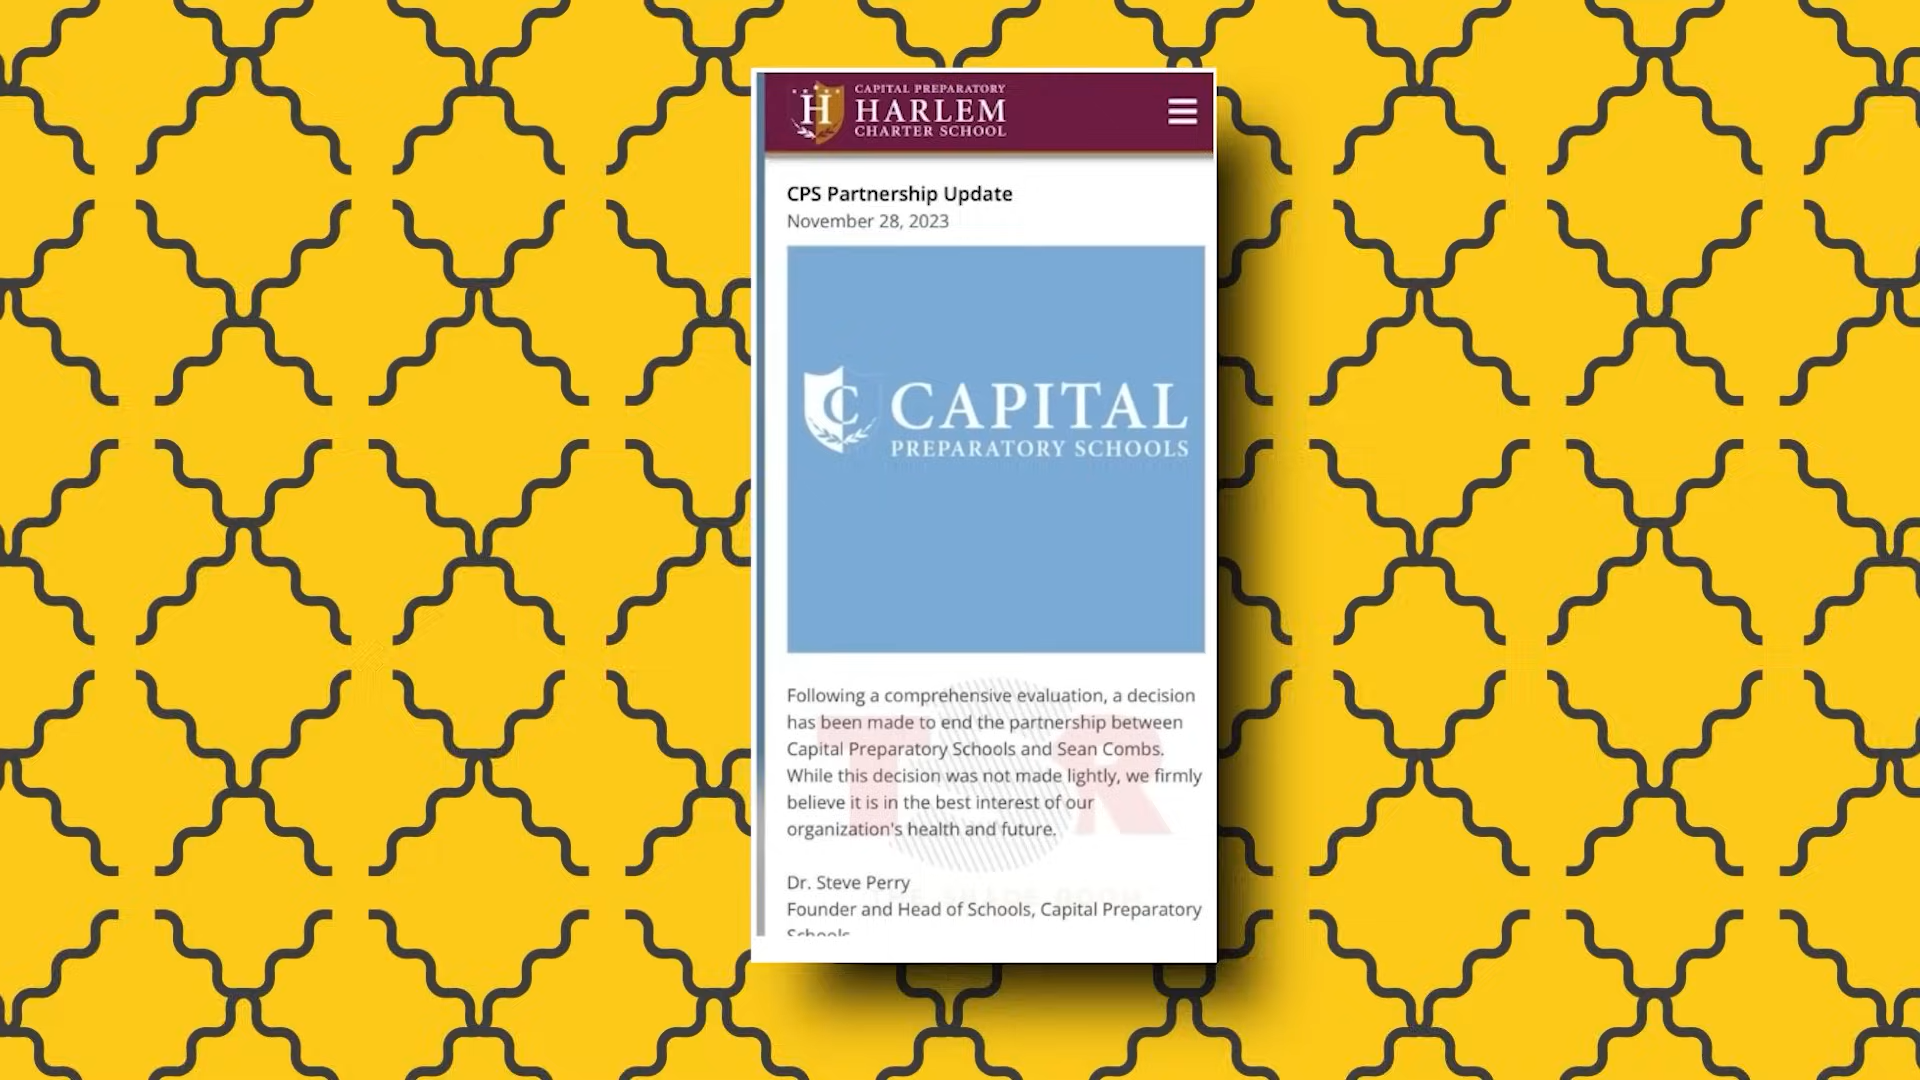 CAPITAL PREPARATORY
HARLEM
CHARTER SCHOOL
H
CPS Partnership Update
November 28, 2023
C
CAPITAL
PREPARATORY SCHOOLS
Following a comprehensive evaluation, a decision
has been made to end the partnership between
Capital Preparatory Schools and Sean Combs.
While this decision was not made lightly, we firmly
believe it is in the best interest of our
organization's health and future.
TSR
Dr. Steve Perry
Founder and Head of Schools, Capital Preparatory
Schools